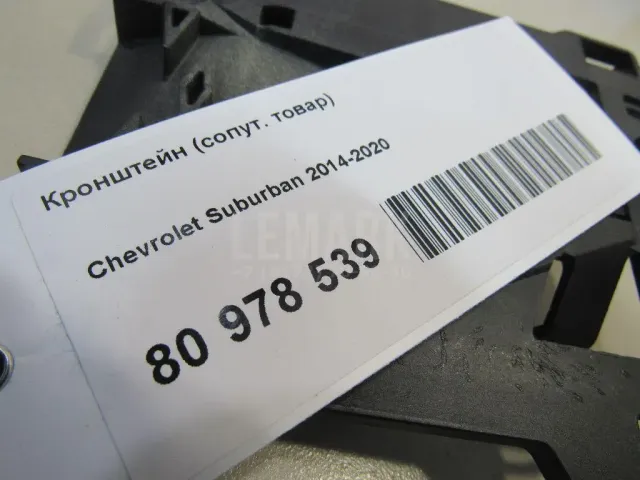 Кронштейн (сопут. товар)
Chevrolet Suburban 2014-2020
80 978 539